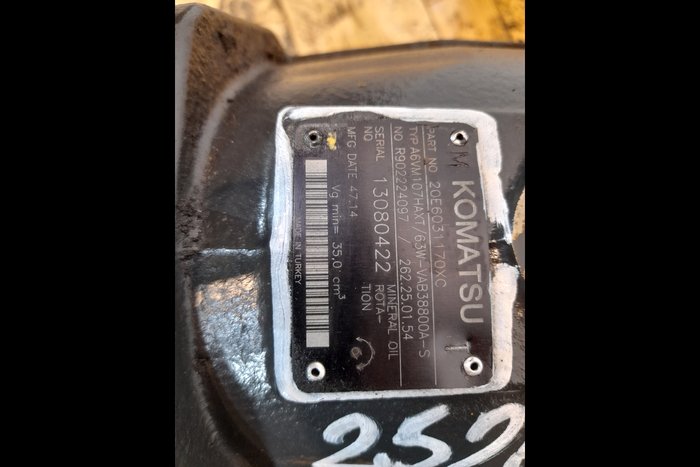 M KOMATSU T
PART NO. 20E6031170XC
TYP A6VM107HAXT/63W-VAB38800A-S
NO R902224097 / 262.25.01.54
SERIAL NO 13080422 MINERAL OIL
ROTA-TION
MFG DATE 47.14
Vg min= 35,0 cm³
MADE IN TURKEY
252